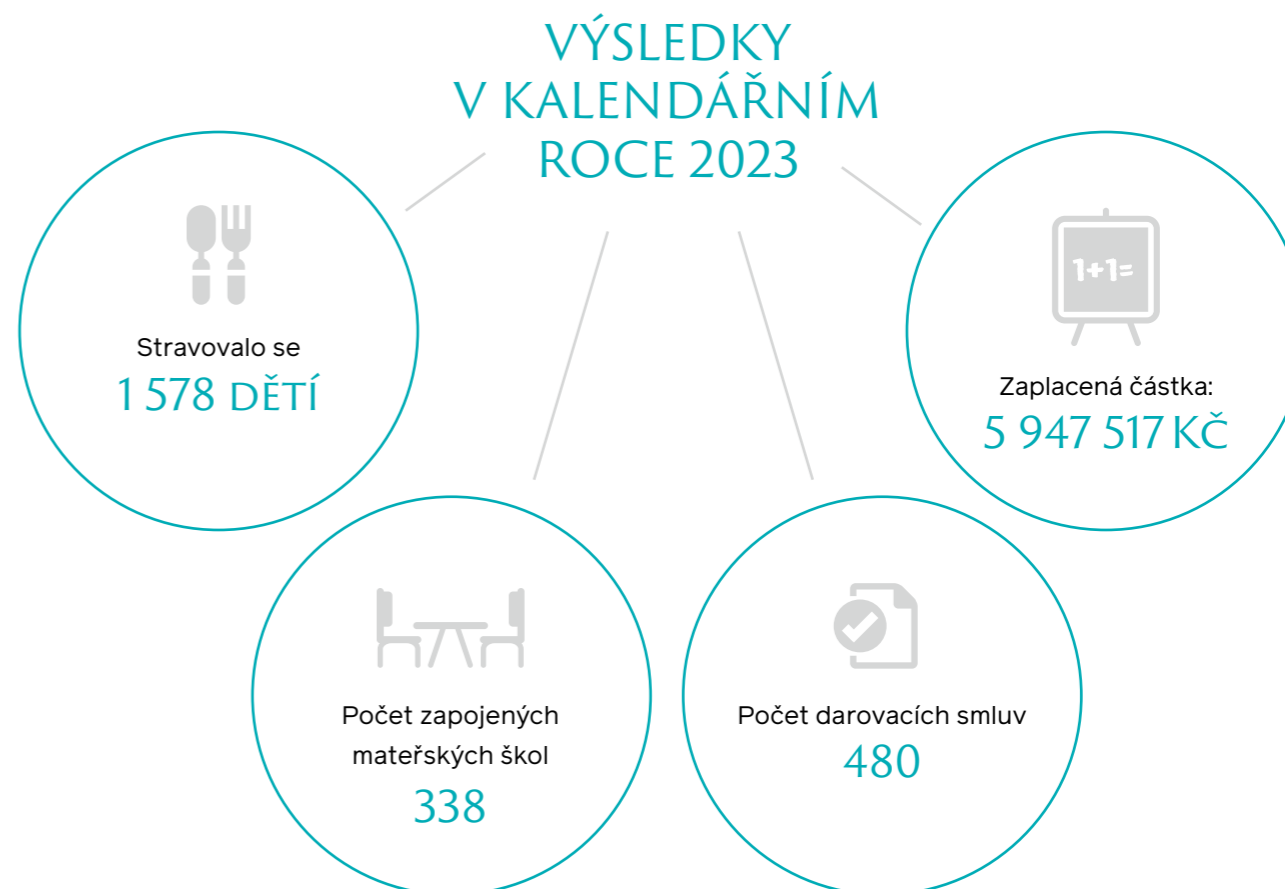 VÝSLEDKY
V KALENDÁŘNÍM
ROCE 2023
Stravovalo se
1 578 DĚTÍ
1+1=
Zaplacená částka:
5 947 517 KČ
Počet zapojených
mateřských škol
338
Počet darovacích smluv
480